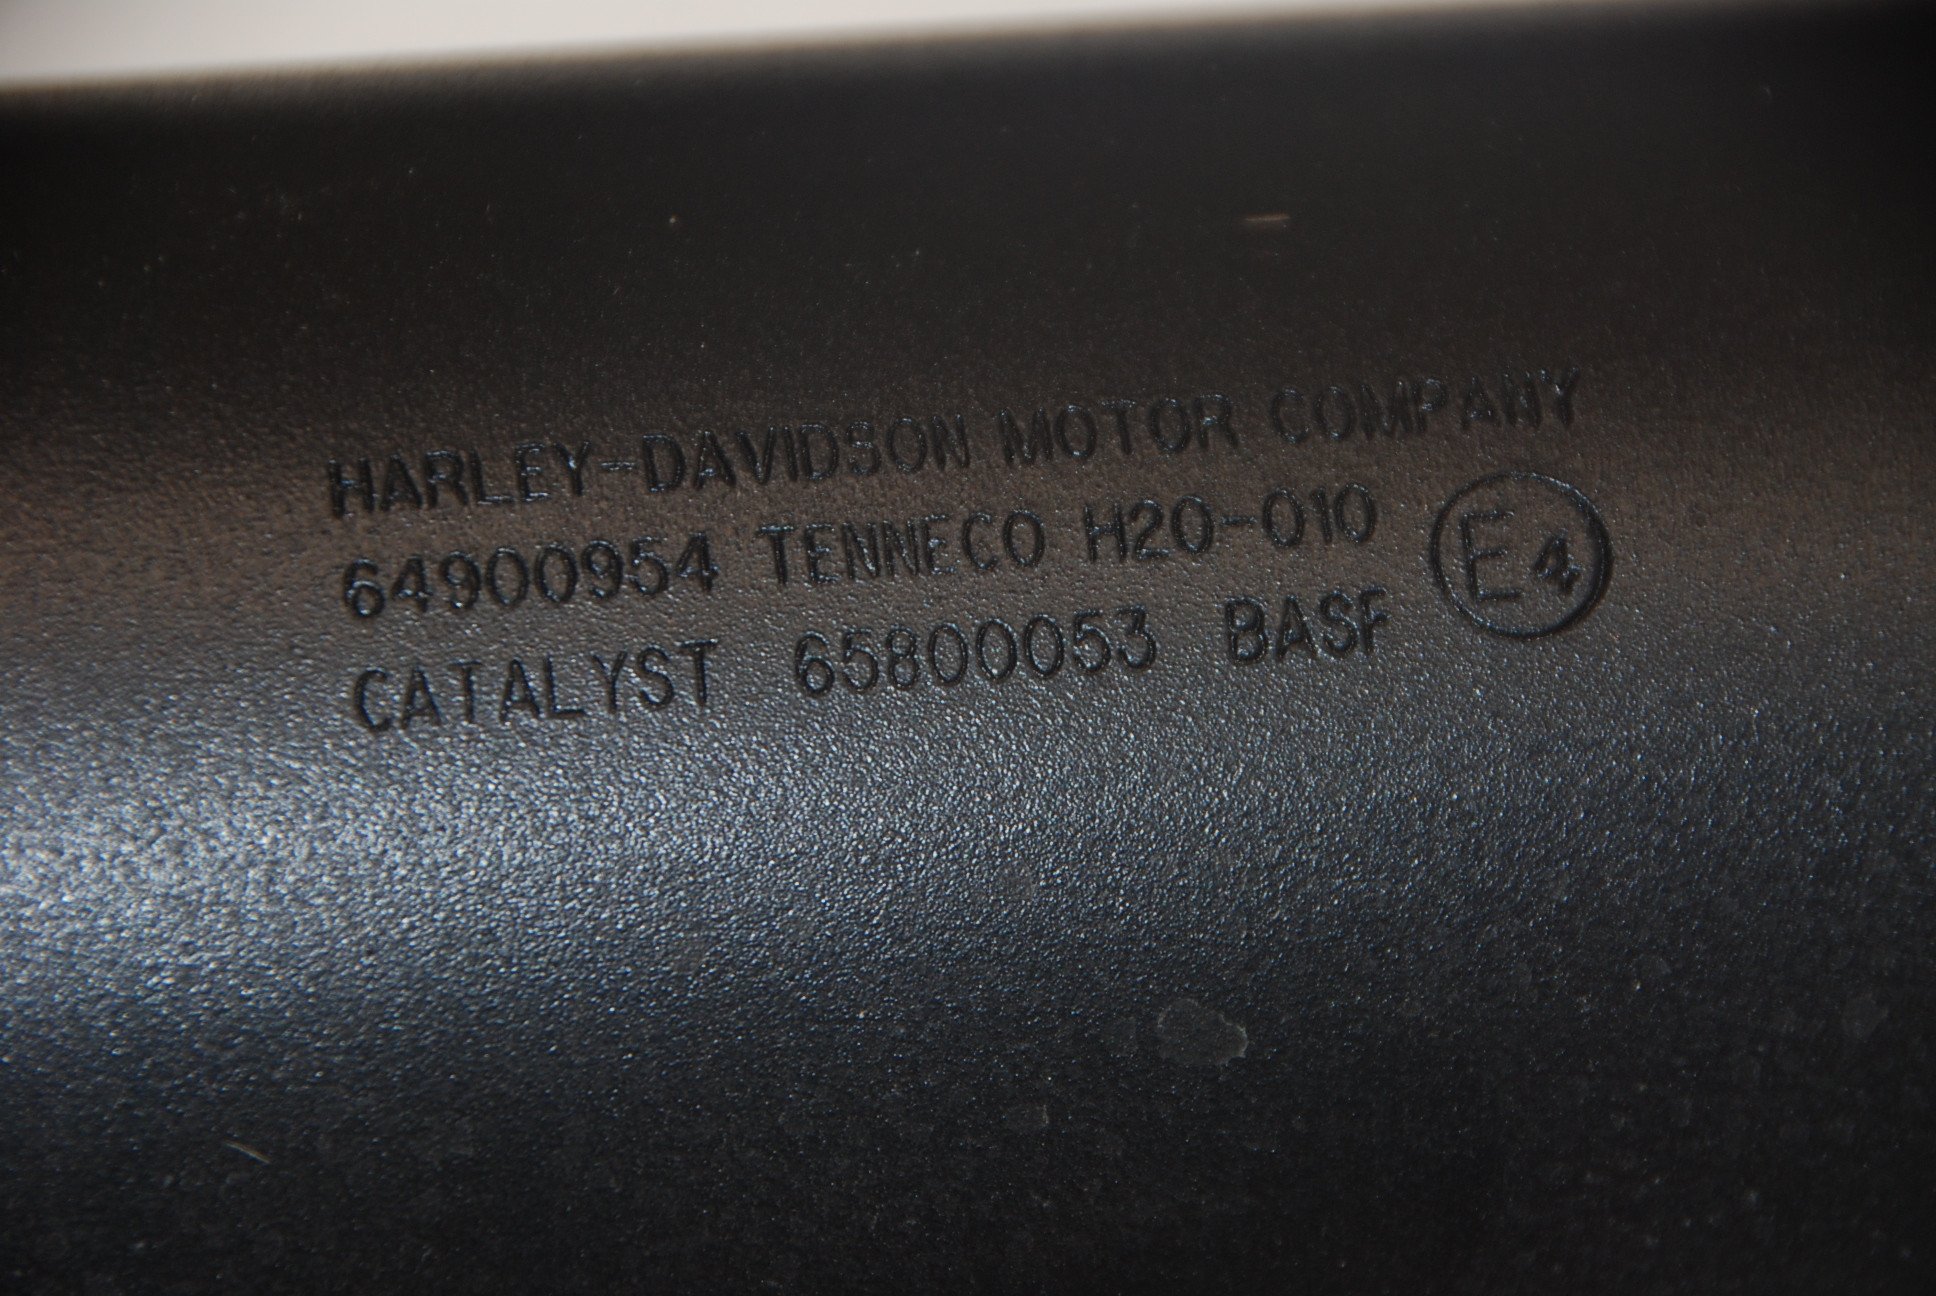 HARLEY-DAVIDSON MOTOR COMPANY
64900954 TENNECO H20-010
CATALYST 65800053 BASF
E4